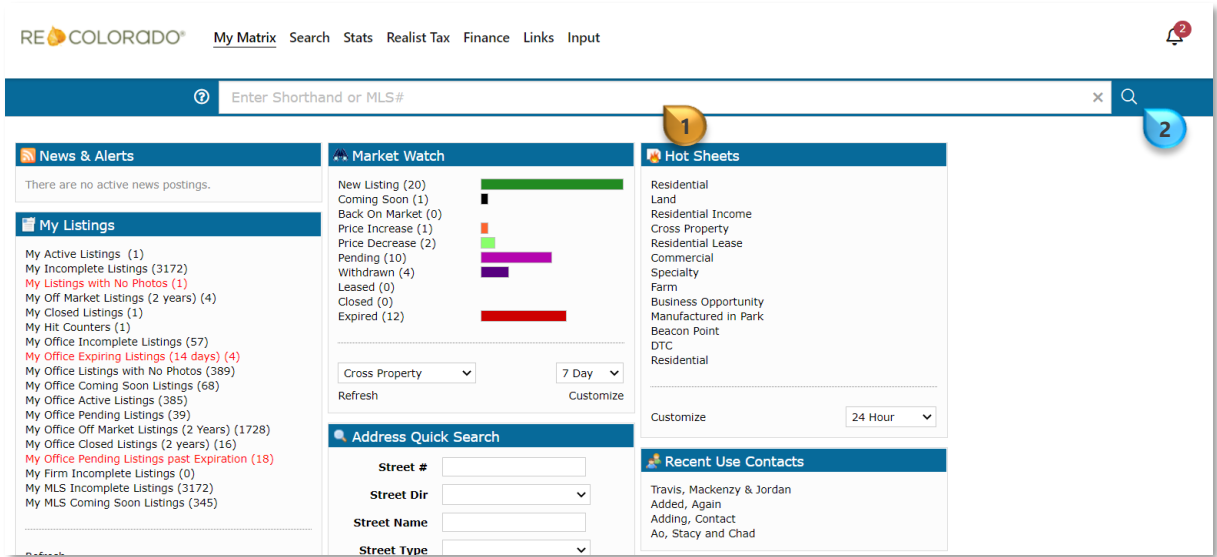 RECOLORADO® My Matrix Search Stats Realist Tax Finance Links Input 2
Enter Shorthand or MLS#
1
2
News & Alerts
There are no active news postings.
My Listings
My Active Listings (1)
My Incomplete Listings (3172)
My Listings with No Photos (1)
My Off Market Listings (2 years) (4)
My Closed Listings (1)
My Hit Counters (1)
My Office Incomplete Listings (57)
My Office Expiring Listings (14 days) (4)
My Office Listings with No Photos (389)
My Office Coming Soon Listings (68)
My Office Active Listings (385)
My Office Pending Listings (39)
My Office Off Market Listings (2 Years) (1728)
My Office Closed Listings (2 years) (16)
My Office Pending Listings past Expiration (18)
My Firm Incomplete Listings (0)
My MLS Incomplete Listings (3172)
My MLS Coming Soon Listings (345)
Refresh
Market Watch
New Listing (20)
Coming Soon (1)
Back On Market (0)
Price Increase (1)
Price Decrease (2)
Pending (10)
Withdrawn (4)
Leased (0)
Closed (0)
Expired (12)
Cross Property 7 Day
Refresh Customize
Address Quick Search
Street #
Street Dir
Street Name
Street Type
Hot Sheets
Residential
Land
Residential Income
Cross Property
Residential Lease
Commercial
Specialty
Farm
Business Opportunity
Manufactured in Park
Beacon Point
DTC
Residential
Customize 24 Hour
Recent Use Contacts
Travis, Mackenzy & Jordan
Added, Again
Adding, Contact
Ao, Stacy and Chad